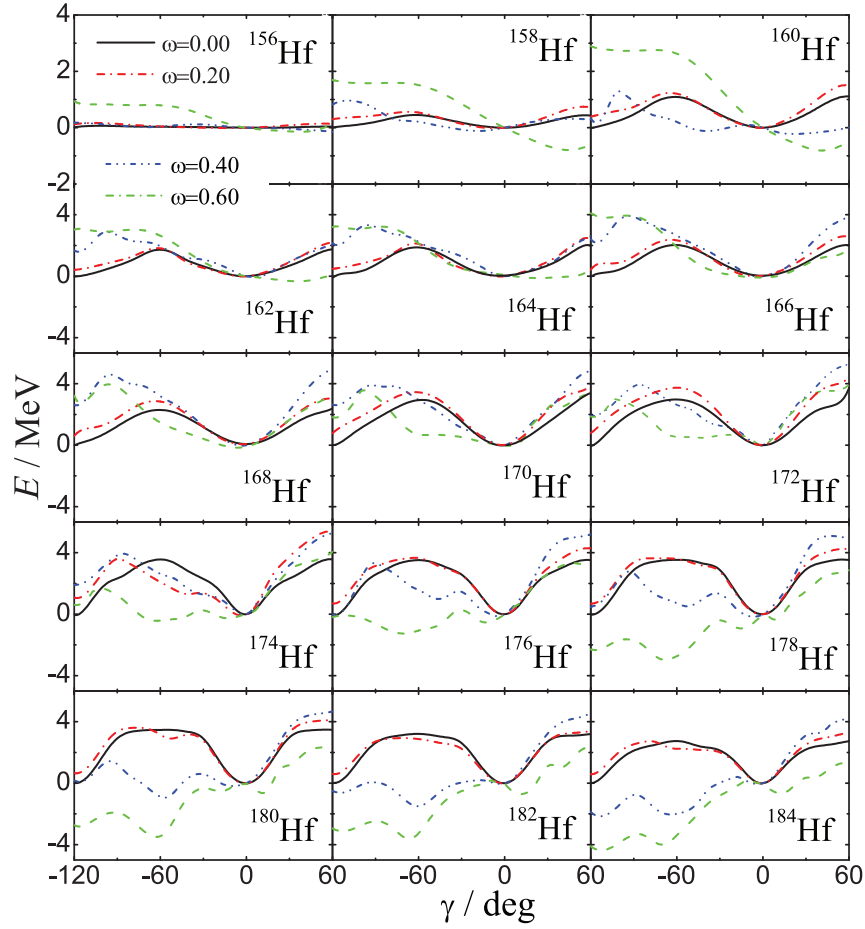 4
2
0
-2
ω=0.00
ω=0.20
ω=0.40
ω=0.60
¹⁵⁶Hf
¹⁵⁸Hf
¹⁶⁰Hf
4
0
-4
¹⁶²Hf
¹⁶⁴Hf
¹⁶⁶Hf
E / MeV
4
0
-4
¹⁶⁸Hf
¹⁷⁰Hf
¹⁷²Hf
4
0
-4
¹⁷⁴Hf
¹⁷⁶Hf
¹⁷⁸Hf
4
0
-4
¹⁸⁰Hf
¹⁸²Hf
¹⁸⁴Hf
-120 -60 0 60 -60 0 60 -60 0 60
γ / deg